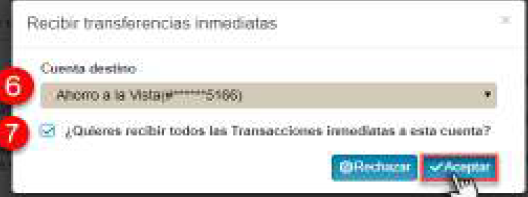 Recibir transferencias inmediatas
×
Cuenta destino
6
Ahorro a la Vista(#******5166)
7
¿Quieres recibir todos las Transacciones inmediatas a esta cuenta?
Rechazar
Aceptar